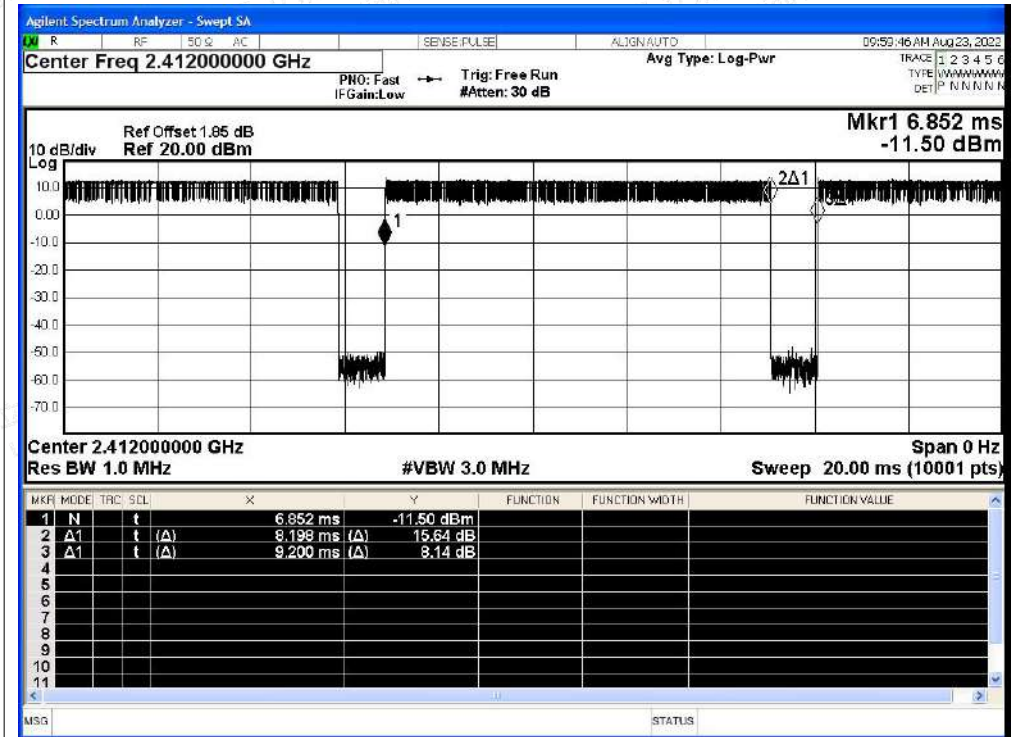 Agilent Spectrum Analyzer - Swept SA
R RF 50 Ω AC SENSE:PULSE ALIGN AUTO 09:59:46 AM Aug 23, 2022
Center Freq 2.412000000 GHz
Avg Type: Log-Pwr
TRACE 1 2 3 4 5 6
TYPE WWWWWW
DET P N N N N N
PNO: Fast
IFGain:Low
Trig: Free Run
#Atten: 30 dB
Mkr1 6.852 ms
-11.50 dBm
Ref Offset 1.85 dB
10 dB/div Ref 20.00 dBm
Log
10.0
0.00
-10.0
-20.0
-30.0
-40.0
-50.0
-60.0
-70.0
1
2Δ1
Center 2.412000000 GHz Span 0 Hz
Res BW 1.0 MHz #VBW 3.0 MHz Sweep 20.00 ms (10001 pts)
MKR MODE TRC SCL X Y FUNCTION FUNCTION WIDTH FUNCTION VALUE
1 N t 6.852 ms -11.50 dBm
2 Δ1 t (Δ) 8.198 ms (Δ) 15.64 dB
3 Δ1 t (Δ) 9.200 ms (Δ) 8.14 dB
4
5
6
7
8
9
10
11
MSG STATUS